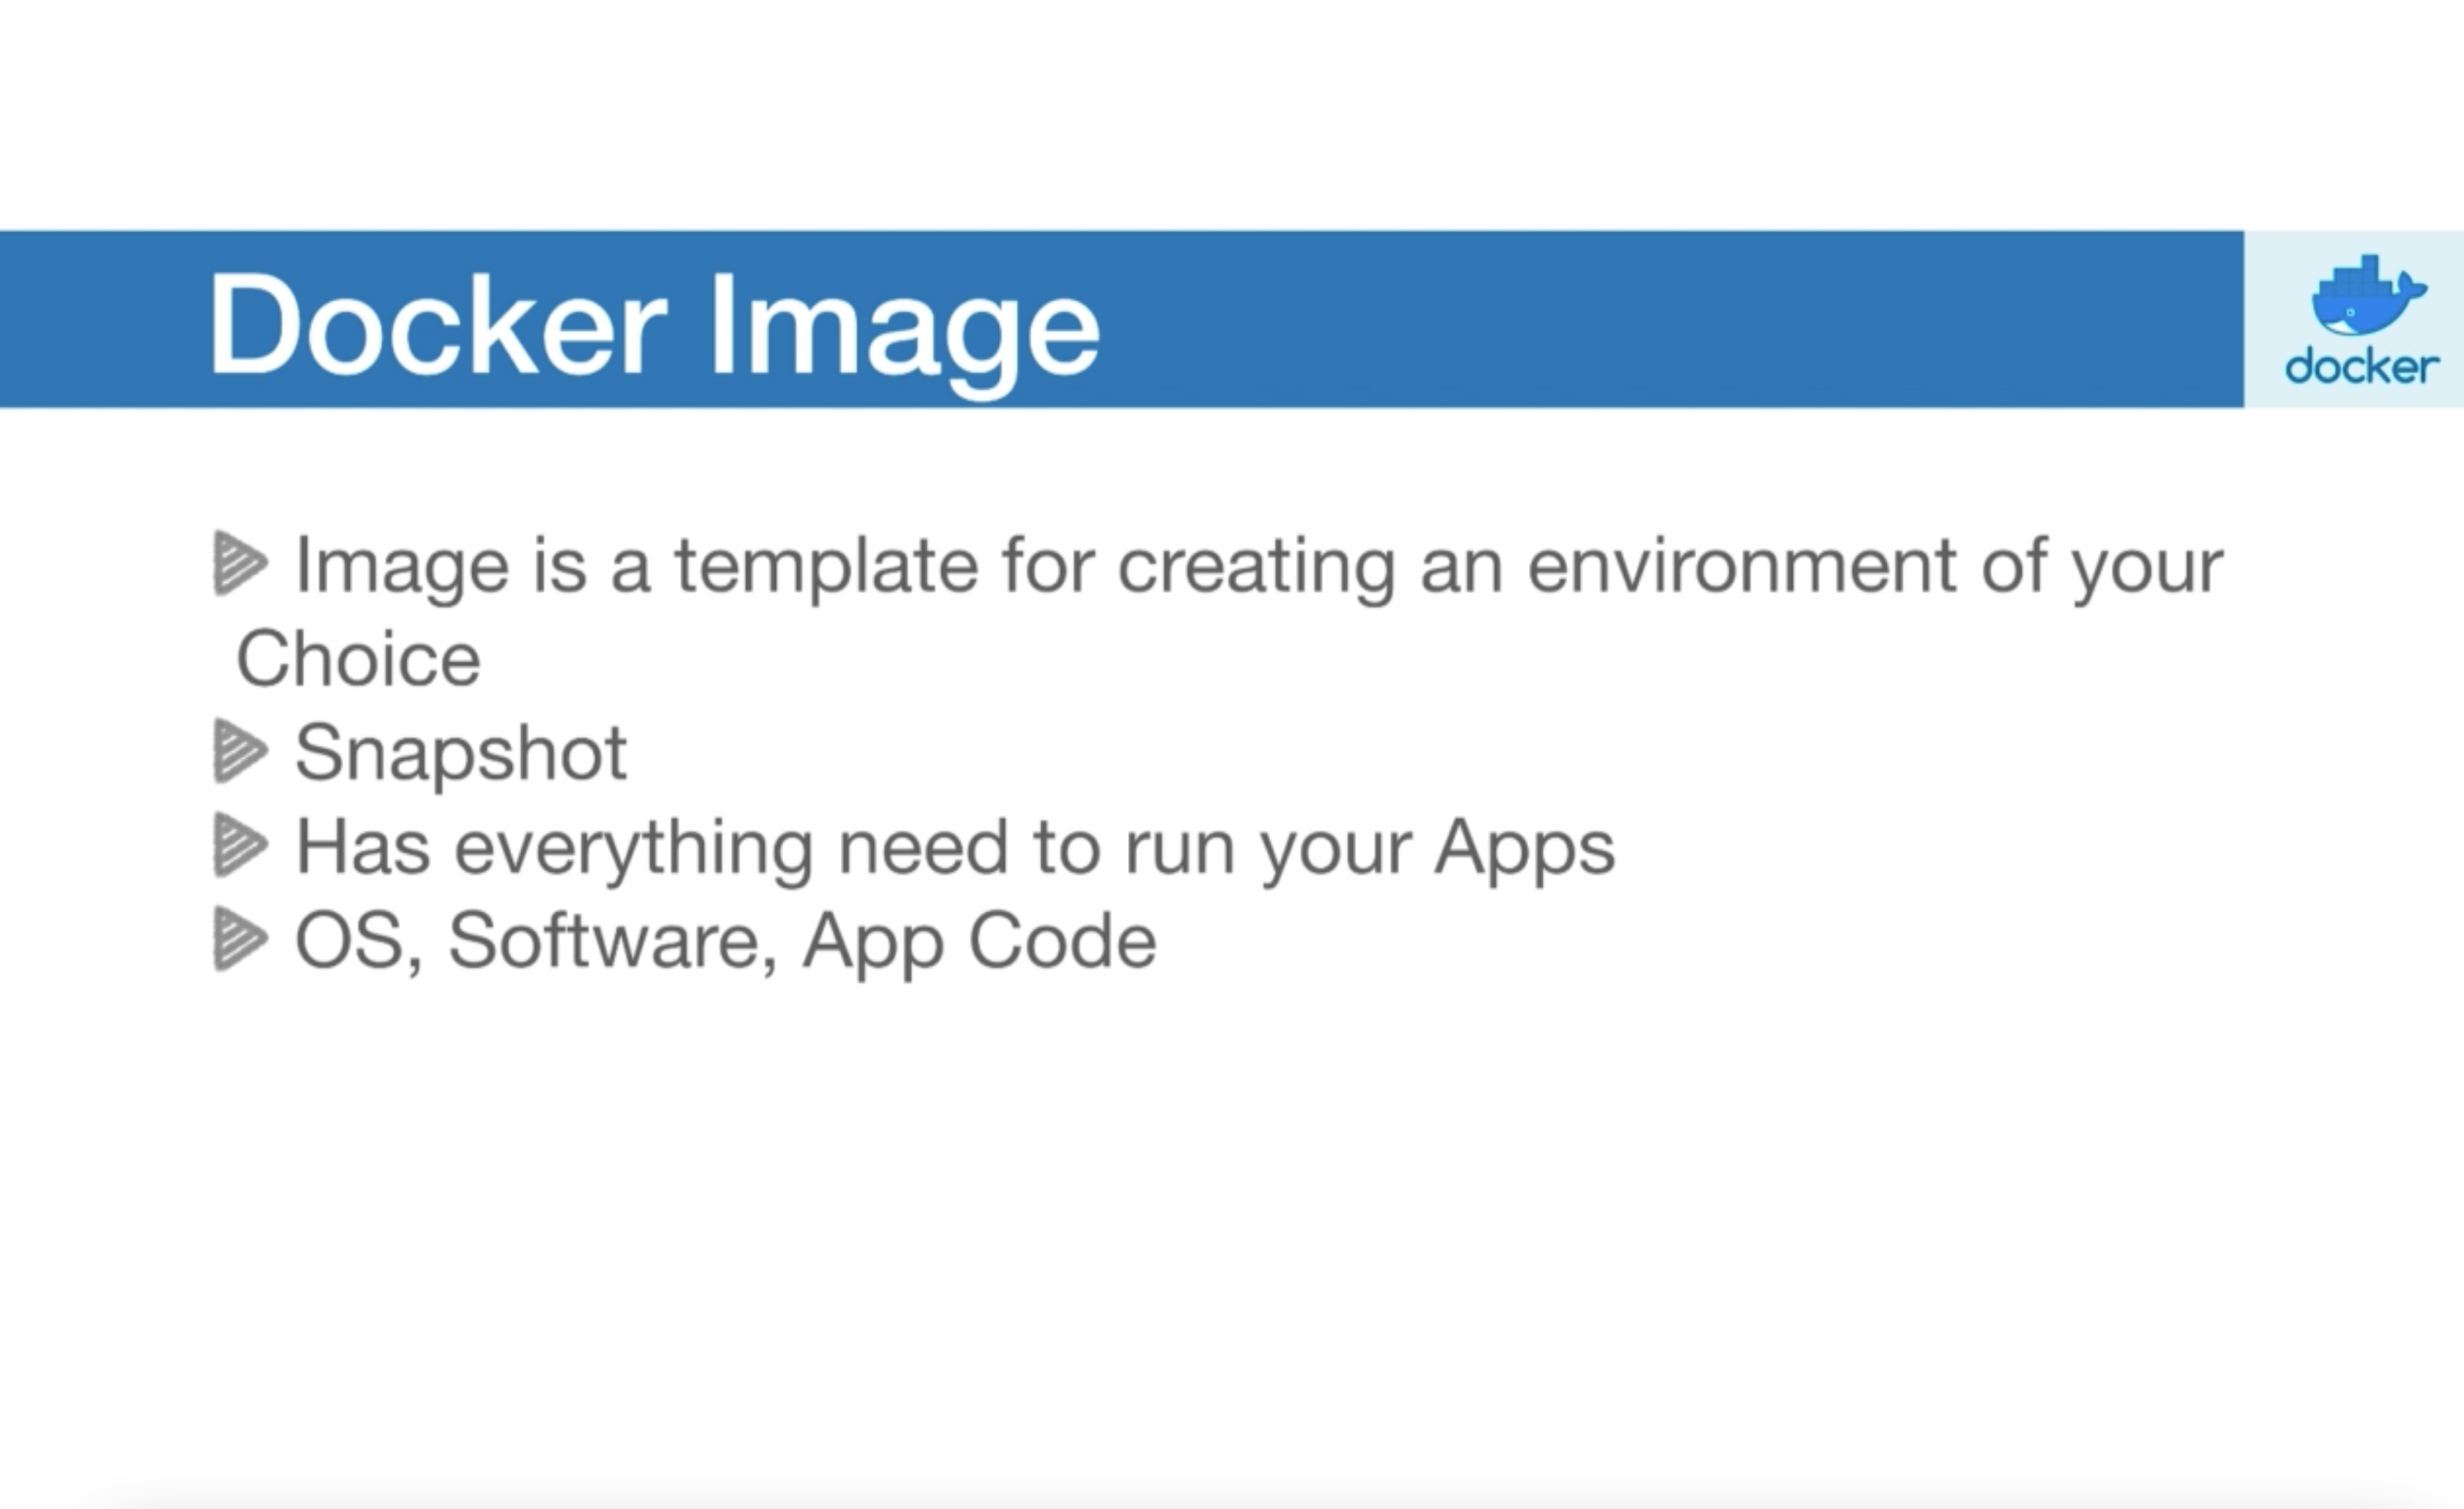 Docker Image
docker
Image is a template for creating an environment of your
Choice
Snapshot
Has everything need to run your Apps
OS, Software, App Code